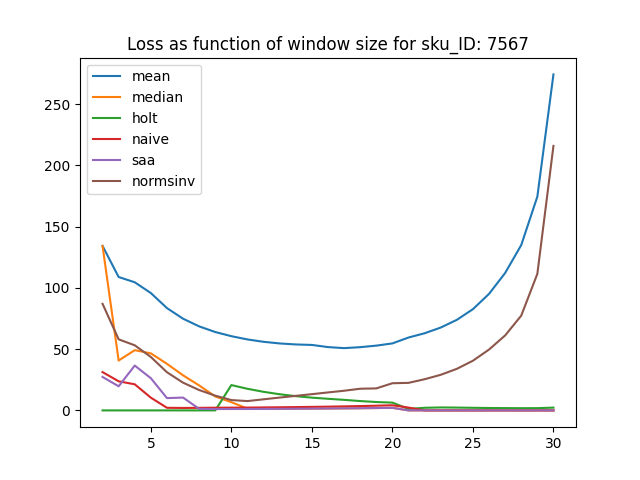 Loss as function of window size for sku_ID: 7567
mean
median
holt
naive
saa
normsinv
250
200
150
100
50
0
5 10 15 20 25 30